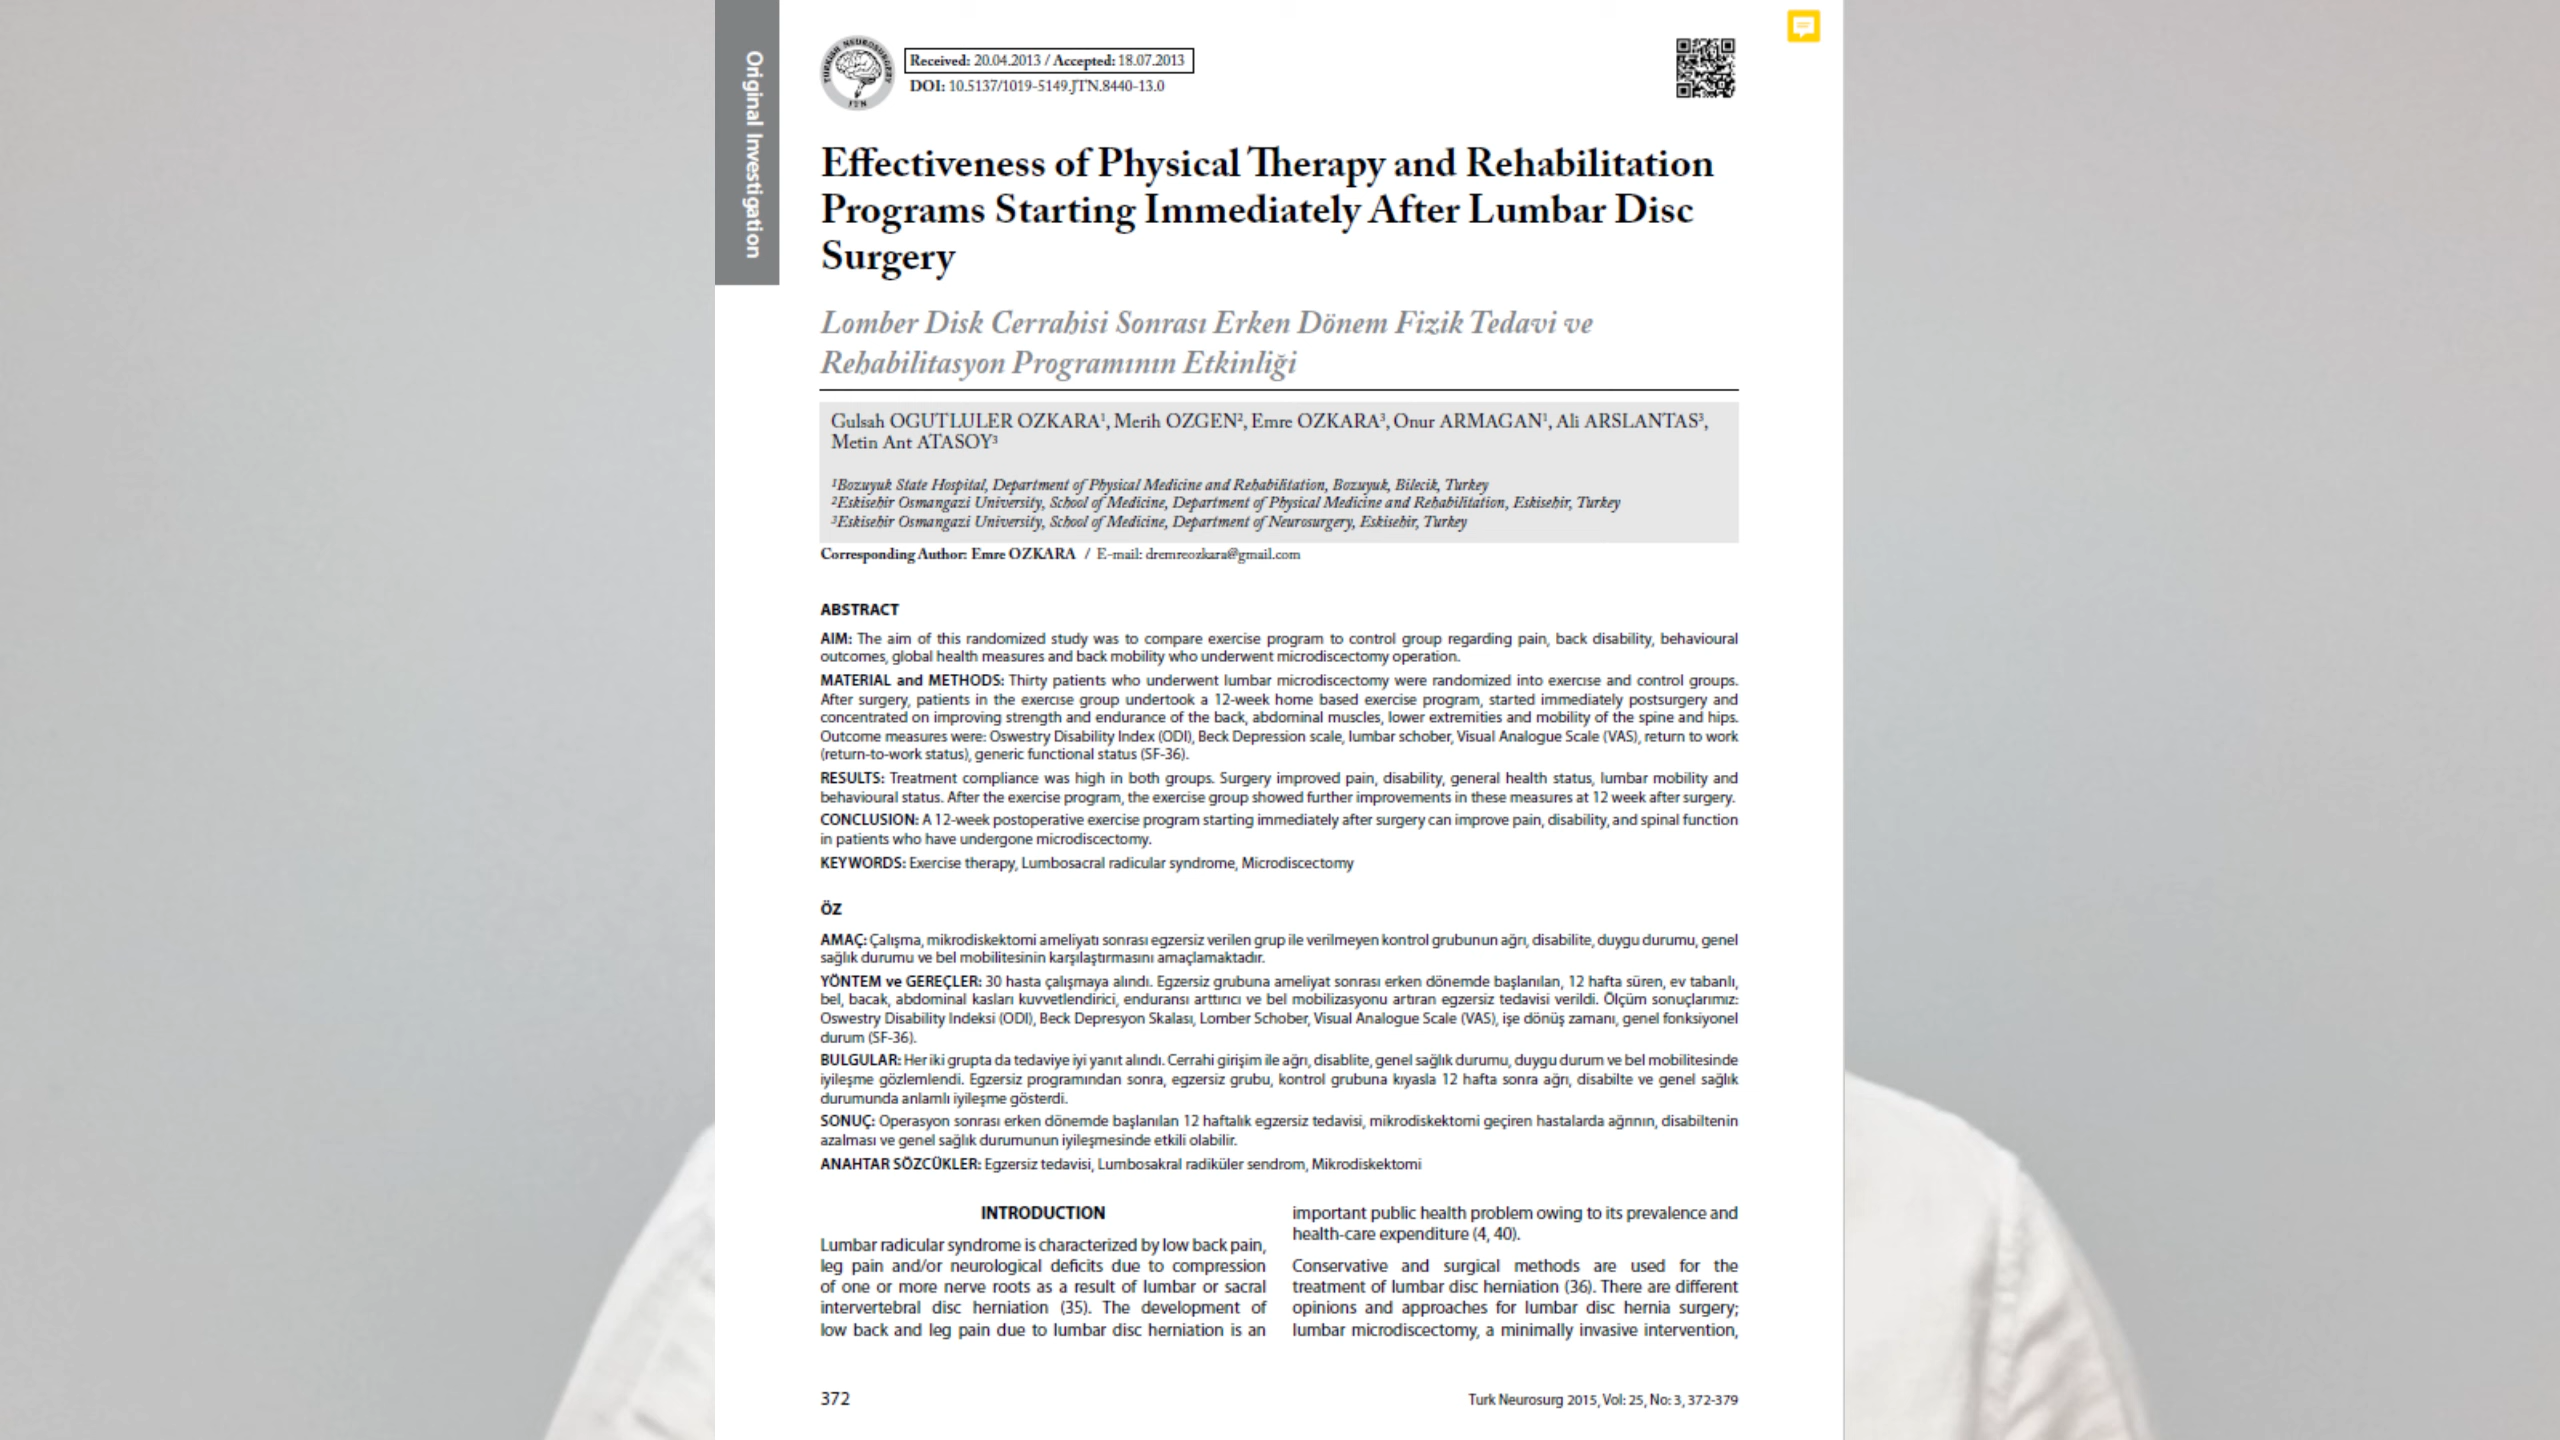 Original Investigation
TURKISH NEUROSURGERY
JTN
Received: 20.04.2013 / Accepted: 18.07.2013
DOI: 10.5137/1019-5149.JTN.8440-13.0
Effectiveness of Physical Therapy and Rehabilitation
Programs Starting Immediately After Lumbar Disc
Surgery
Lomber Disk Cerrahisi Sonrası Erken Dönem Fizik Tedavi ve
Rehabilitasyon Programının Etkinliği
Gulsah OGUTLULER OZKARA¹, Merih OZGEN², Emre OZKARA³, Onur ARMAGAN¹, Ali ARSLANTAS³,
Metin Ant ATASOY³
¹Bozuyuk State Hospital, Department of Physical Medicine and Rehabilitation, Bozuyuk, Bilecik, Turkey
²Eskisehir Osmangazi University, School of Medicine, Department of Physical Medicine and Rehabilitation, Eskisehir, Turkey
³Eskisehir Osmangazi University, School of Medicine, Department of Neurosurgery, Eskisehir, Turkey
Corresponding Author: Emre OZKARA / E-mail: dremreozkara@gmail.com
ABSTRACT
AIM: The aim of this randomized study was to compare exercise program to control group regarding pain, back disability, behavioural
outcomes, global health measures and back mobility who underwent microdiscectomy operation.
MATERIAL and METHODS: Thirty patients who underwent lumbar microdiscectomy were randomized into exercise and control groups.
After surgery, patients in the exercise group undertook a 12-week home based exercise program, started immediately postsurgery and
concentrated on improving strength and endurance of the back, abdominal muscles, lower extremities and mobility of the spine and hips.
Outcome measures were: Oswestry Disability Index (ODI), Beck Depression scale, lumbar schober, Visual Analogue Scale (VAS), return to work
(return-to-work status), generic functional status (SF-36).
RESULTS: Treatment compliance was high in both groups. Surgery improved pain, disability, general health status, lumbar mobility and
behavioural status. After the exercise program, the exercise group showed further improvements in these measures at 12 week after surgery.
CONCLUSION: A 12-week postoperative exercise program starting immediately after surgery can improve pain, disability, and spinal function
in patients who have undergone microdiscectomy.
KEYWORDS: Exercise therapy, Lumbosacral radicular syndrome, Microdiscectomy
ÖZ
AMAÇ: Çalışma, mikrodiskektomi ameliyatı sonrası egzersiz verilen grup ile verilmeyen kontrol grubunun ağrı, disabilite, duygu durumu, genel
sağlık durumu ve bel mobilitesinin karşılaştırmasını amaçlamaktadır.
YÖNTEM ve GEREÇLER: 30 hasta çalışmaya alındı. Egzersiz grubuna ameliyat sonrası erken dönemde başlanılan, 12 hafta süren, ev tabanlı,
bel, bacak, abdominal kasları kuvvetlendirici, enduransı arttırıcı ve bel mobilizasyonu artıran egzersiz tedavisi verildi. Ölçüm sonuçlarımız:
Oswestry Disability Indeksi (ODI), Beck Depresyon Skalası, Lomber Schober, Visual Analogue Scale (VAS), işe dönüş zamanı, genel fonksiyonel
durum (SF-36).
BULGULAR: Her iki grupta da tedaviye iyi yanıt alındı. Cerrahi girişim ile ağrı, disablite, genel sağlık durumu, duygu durum ve bel mobilitesinde
iyileşme gözlemlendi. Egzersiz programından sonra, egzersiz grubu, kontrol grubuna kıyasla 12 hafta sonra ağrı, disabilte ve genel sağlık
durumunda anlamlı iyileşme gösterdi.
SONUÇ: Operasyon sonrası erken dönemde başlanılan 12 haftalık egzersiz tedavisi, mikrodiskektomi geçiren hastalarda ağrının, disabiltenin
azalması ve genel sağlık durumunun iyileşmesinde etkili olabilir.
ANAHTAR SÖZCÜKLER: Egzersiz tedavisi, Lumbosakral radiküler sendrom, Mikrodiskektomi
INTRODUCTION
Lumbar radicular syndrome is characterized by low back pain,
leg pain and/or neurological deficits due to compression
of one or more nerve roots as a result of lumbar or sacral
intervertebral disc herniation (35). The development of
low back and leg pain due to lumbar disc herniation is an
important public health problem owing to its prevalence and
health-care expenditure (4, 40).
Conservative and surgical methods are used for the
treatment of lumbar disc herniation (36). There are different
opinions and approaches for lumbar disc hernia surgery;
lumbar microdiscectomy, a minimally invasive intervention,
372
Turk Neurosurg 2015, Vol: 25, No: 3, 372-379